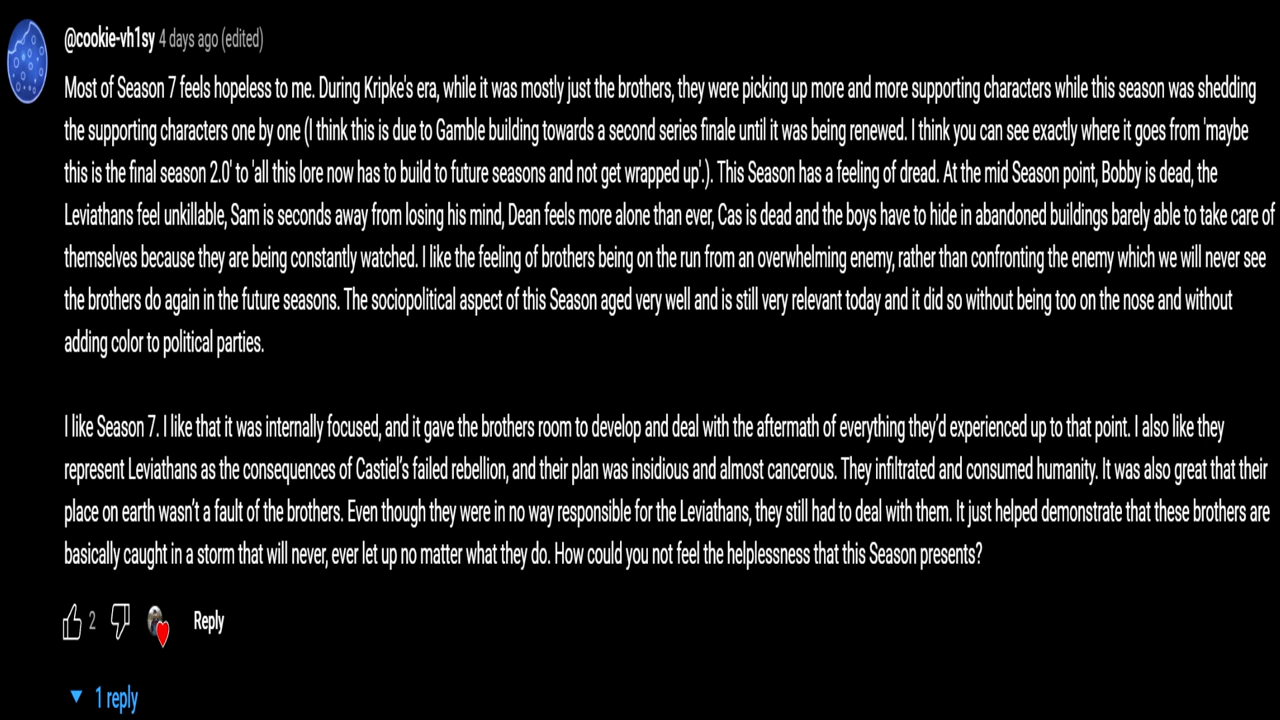 @cookie-vh1sy 4 days ago (edited)
Most of Season 7 feels hopeless to me. During Kripke's era, while it was mostly just the brothers, they were picking up more and more supporting characters while this season was shedding
the supporting characters one by one (I think this is due to Gamble building towards a second series finale until it was being renewed. I think you can see exactly where it goes from 'maybe
this is the final season 2.0' to 'all this lore now has to build to future seasons and not get wrapped up'.). This Season has a feeling of dread. At the mid Season point, Bobby is dead, the
Leviathans feel unkillable, Sam is seconds away from losing his mind, Dean feels more alone than ever, Cas is dead and the boys have to hide in abandoned buildings barely able to take care of
themselves because they are being constantly watched. I like the feeling of brothers being on the run from an overwhelming enemy, rather than confronting the enemy which we will never see
the brothers do again in the future seasons. The sociopolitical aspect of this Season aged very well and is still very relevant today and it did so without being too on the nose and without
adding color to political parties.
I like Season 7. I like that it was internally focused, and it gave the brothers room to develop and deal with the aftermath of everything they’d experienced up to that point. I also like they
represent Leviathans as the consequences of Castiel’s failed rebellion, and their plan was insidious and almost cancerous. They infiltrated and consumed humanity. It was also great that their
place on earth wasn’t a fault of the brothers. Even though they were in no way responsible for the Leviathans, they still had to deal with them. It just helped demonstrate that these brothers are
basically caught in a storm that will never, ever let up no matter what they do. How could you not feel the helplessness that this Season presents?
2 Reply
1 reply